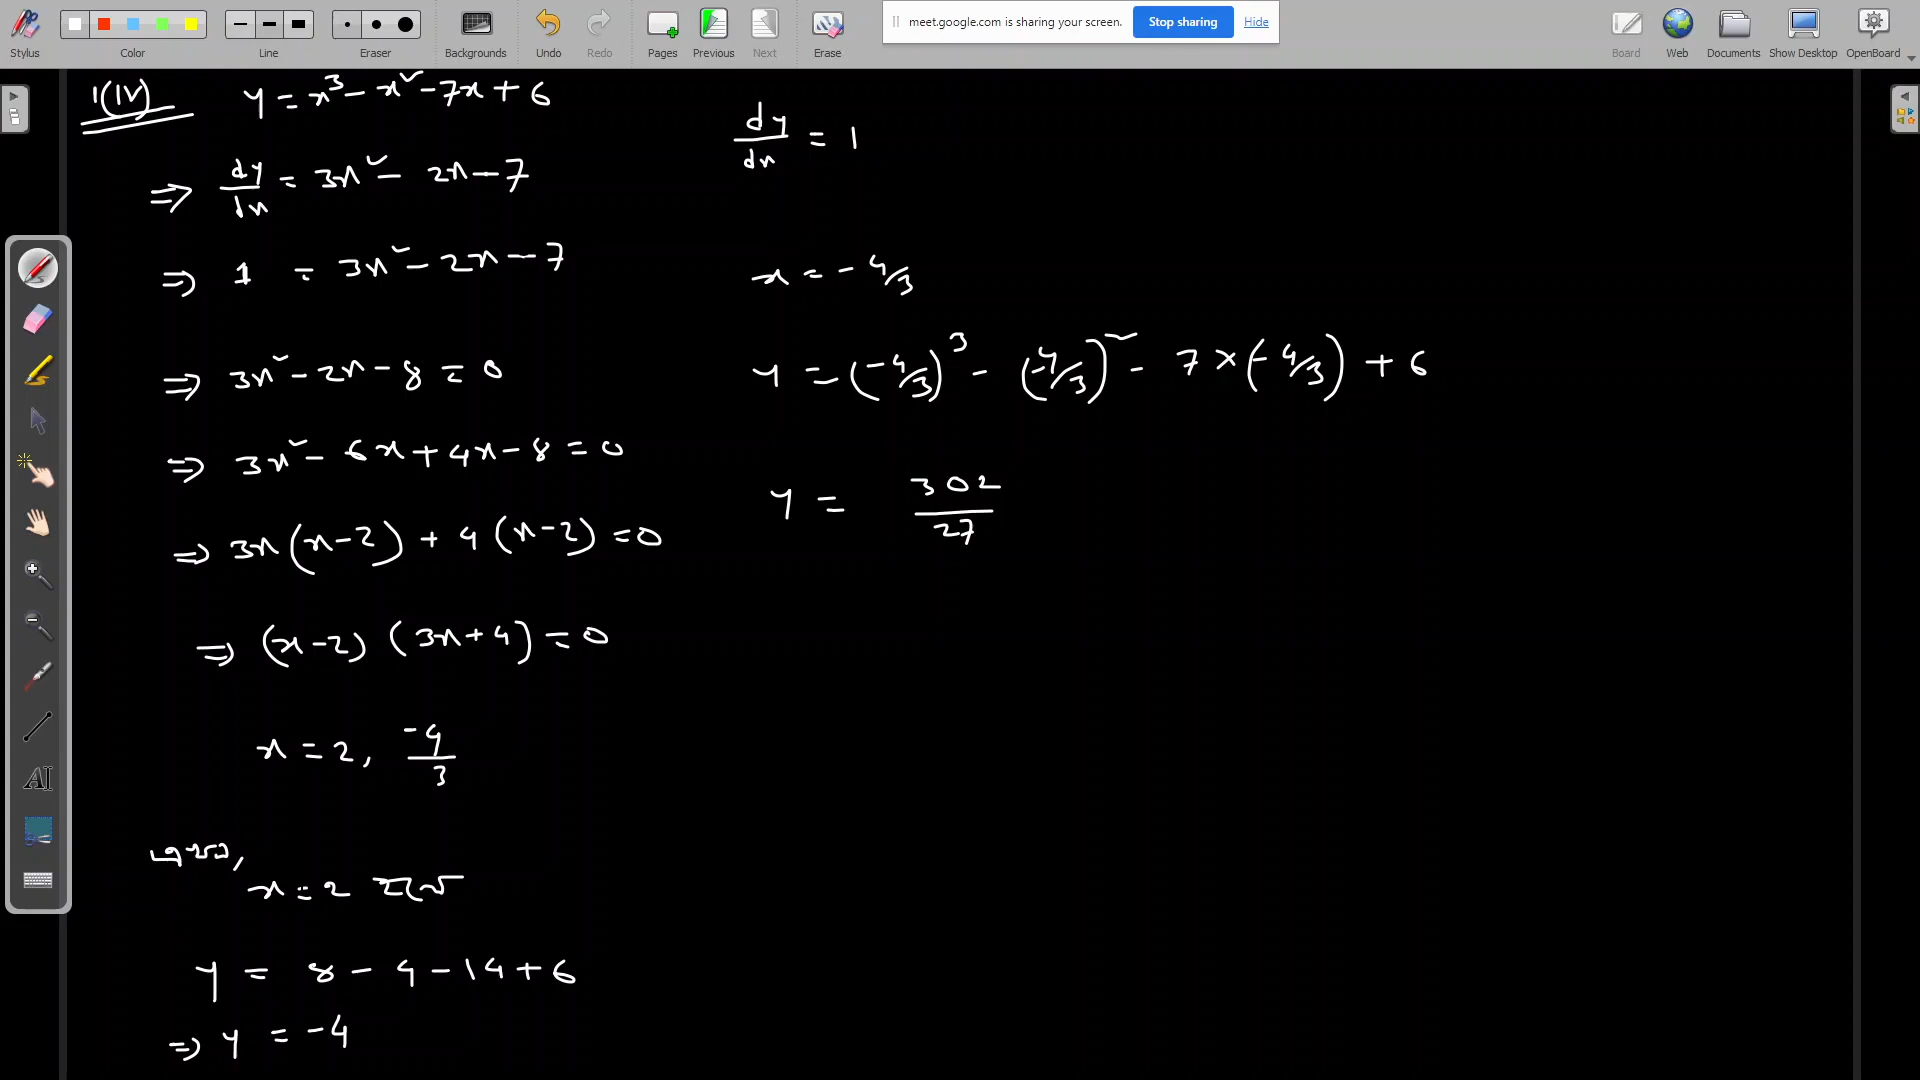 meet.google.com is sharing your screen. Stop sharing Hide
Stylus Color Line Eraser Backgrounds Undo Redo Pages Previous Next Erase Board Web Documents Show Desktop OpenBoard
1(iv) y = x³ - x² - 7x + 6
⇒ dy/dx = 3x² - 2x - 7
⇒ 1 = 3x² - 2x - 7
⇒ 3x² - 2x - 8 = 0
⇒ 3x² - 6x + 4x - 8 = 0
⇒ 3x(x-2) + 4(x-2) = 0
⇒ (x-2)(3x+4) = 0
x = 2, -4/3
x = 2
y = 8 - 4 - 14 + 6
⇒ y = -4
dy/dx = 1
x = -4/3
y = (-4/3)³ - (-4/3)² - 7×(-4/3) + 6
y = 302/27